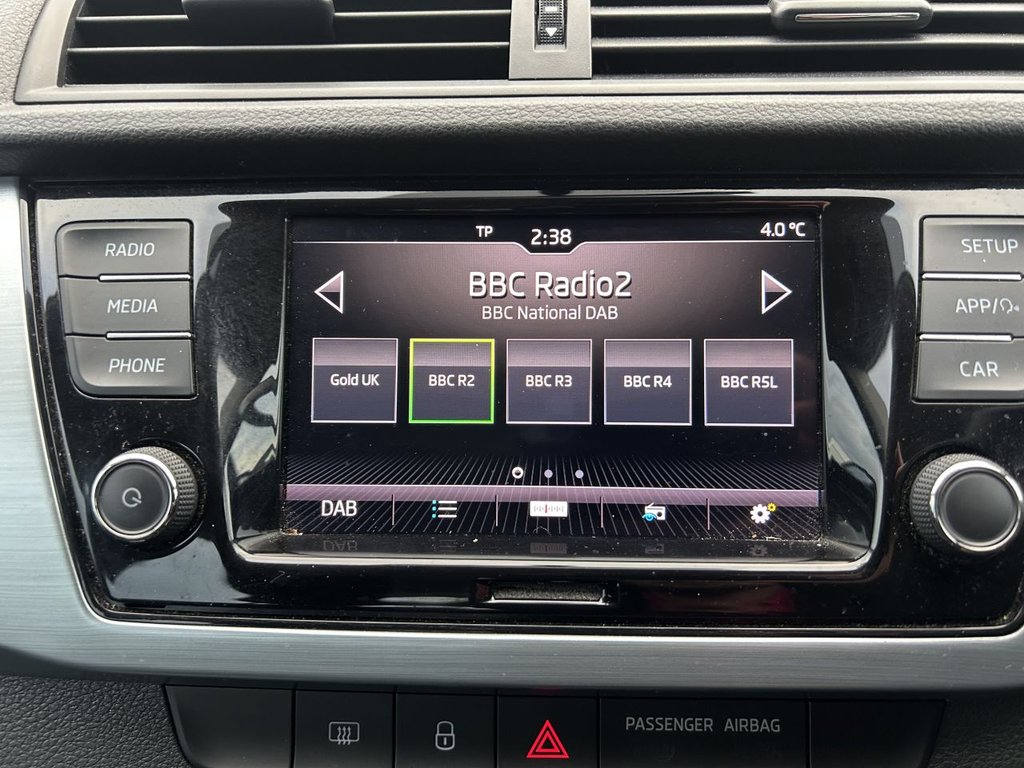 TP 2:38 4.0 °C
RADIO
MEDIA
PHONE
BBC Radio2
BBC National DAB
Gold UK BBC R2 BBC R3 BBC R4 BBC R5L
DAB
SETUP
APP/
CAR
PASSENGER AIRBAG